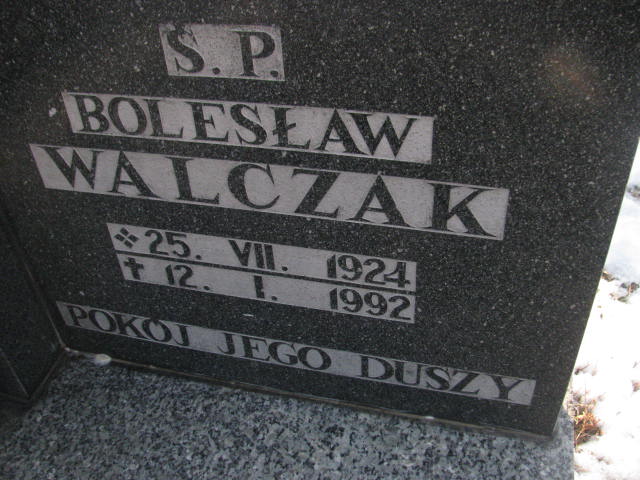 Ś.P.
BOLESŁAW
WALCZAK
❖ 25. VII. 1924
✝ 12. I. 1992
POKÓJ JEGO DUSZY